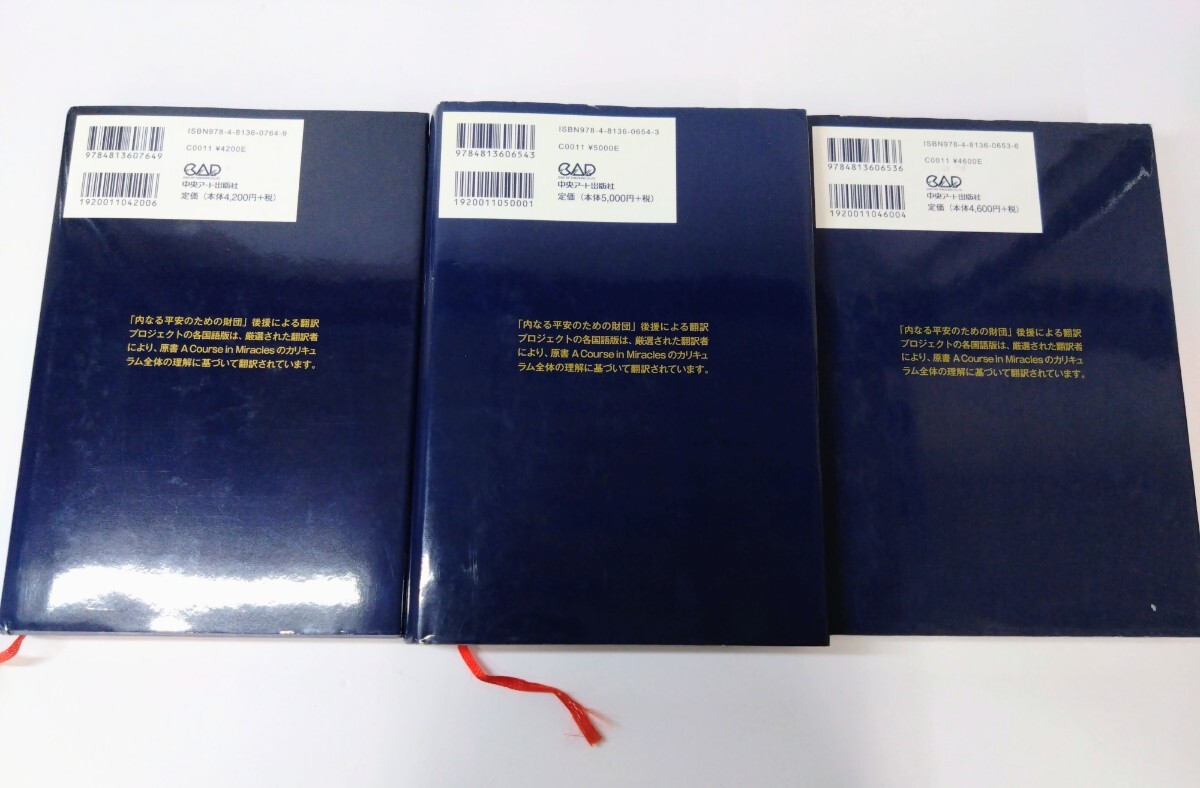 9784813607649
1920011042006
ISBN978-4-8136-0764-9
C0011 ¥4200E
CAD
中央アート出版社
定価（本体4,200円+税）
「内なる平安のための財団」後援による翻訳
プロジェクトの各国語版は、厳選された翻訳者
により、原書 A Course in Miracles のカリキュ
ラム全体の理解に基づいて翻訳されています。
9784813606543
1920011050001
ISBN978-4-8136-0654-3
C0011 ¥5000E
CAD
中央アート出版社
定価（本体5,000円+税）
「内なる平安のための財団」後援による翻訳
プロジェクトの各国語版は、厳選された翻訳者
により、原書 A Course in Miracles のカリキュ
ラム全体の理解に基づいて翻訳されています。
9784813606536
1920011046004
ISBN978-4-8136-0653-6
C0011 ¥4600E
CAD
中央アート出版社
定価（本体4,600円+税）
「内なる平安のための財団」後援による翻訳
プロジェクトの各国語版は、厳選された翻訳者
により、原書 A Course in Miracles のカリキュ
ラム全体の理解に基づいて翻訳されています。